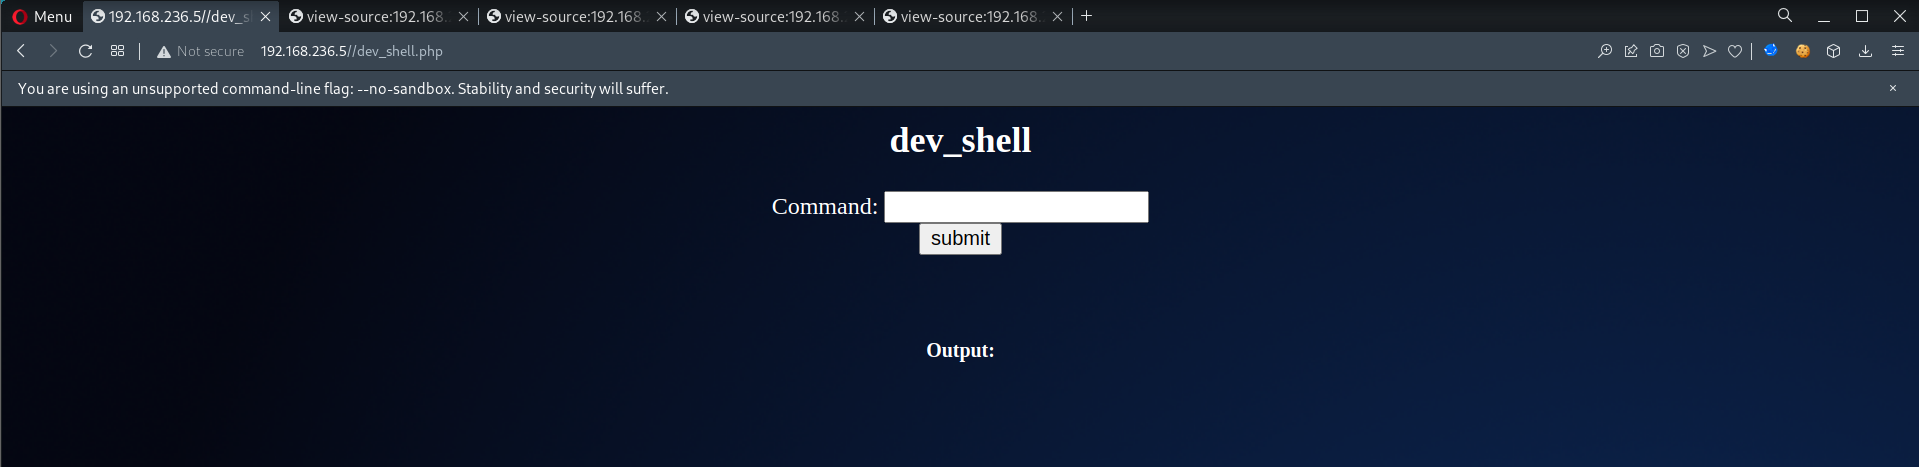 Menu 192.168.236.5//dev_s view-source:192.168. view-source:192.168. view-source:192.168. view-source:192.168.
Not secure 192.168.236.5//dev_shell.php
You are using an unsupported command-line flag: --no-sandbox. Stability and security will suffer.
dev_shell
Command:
submit
Output: